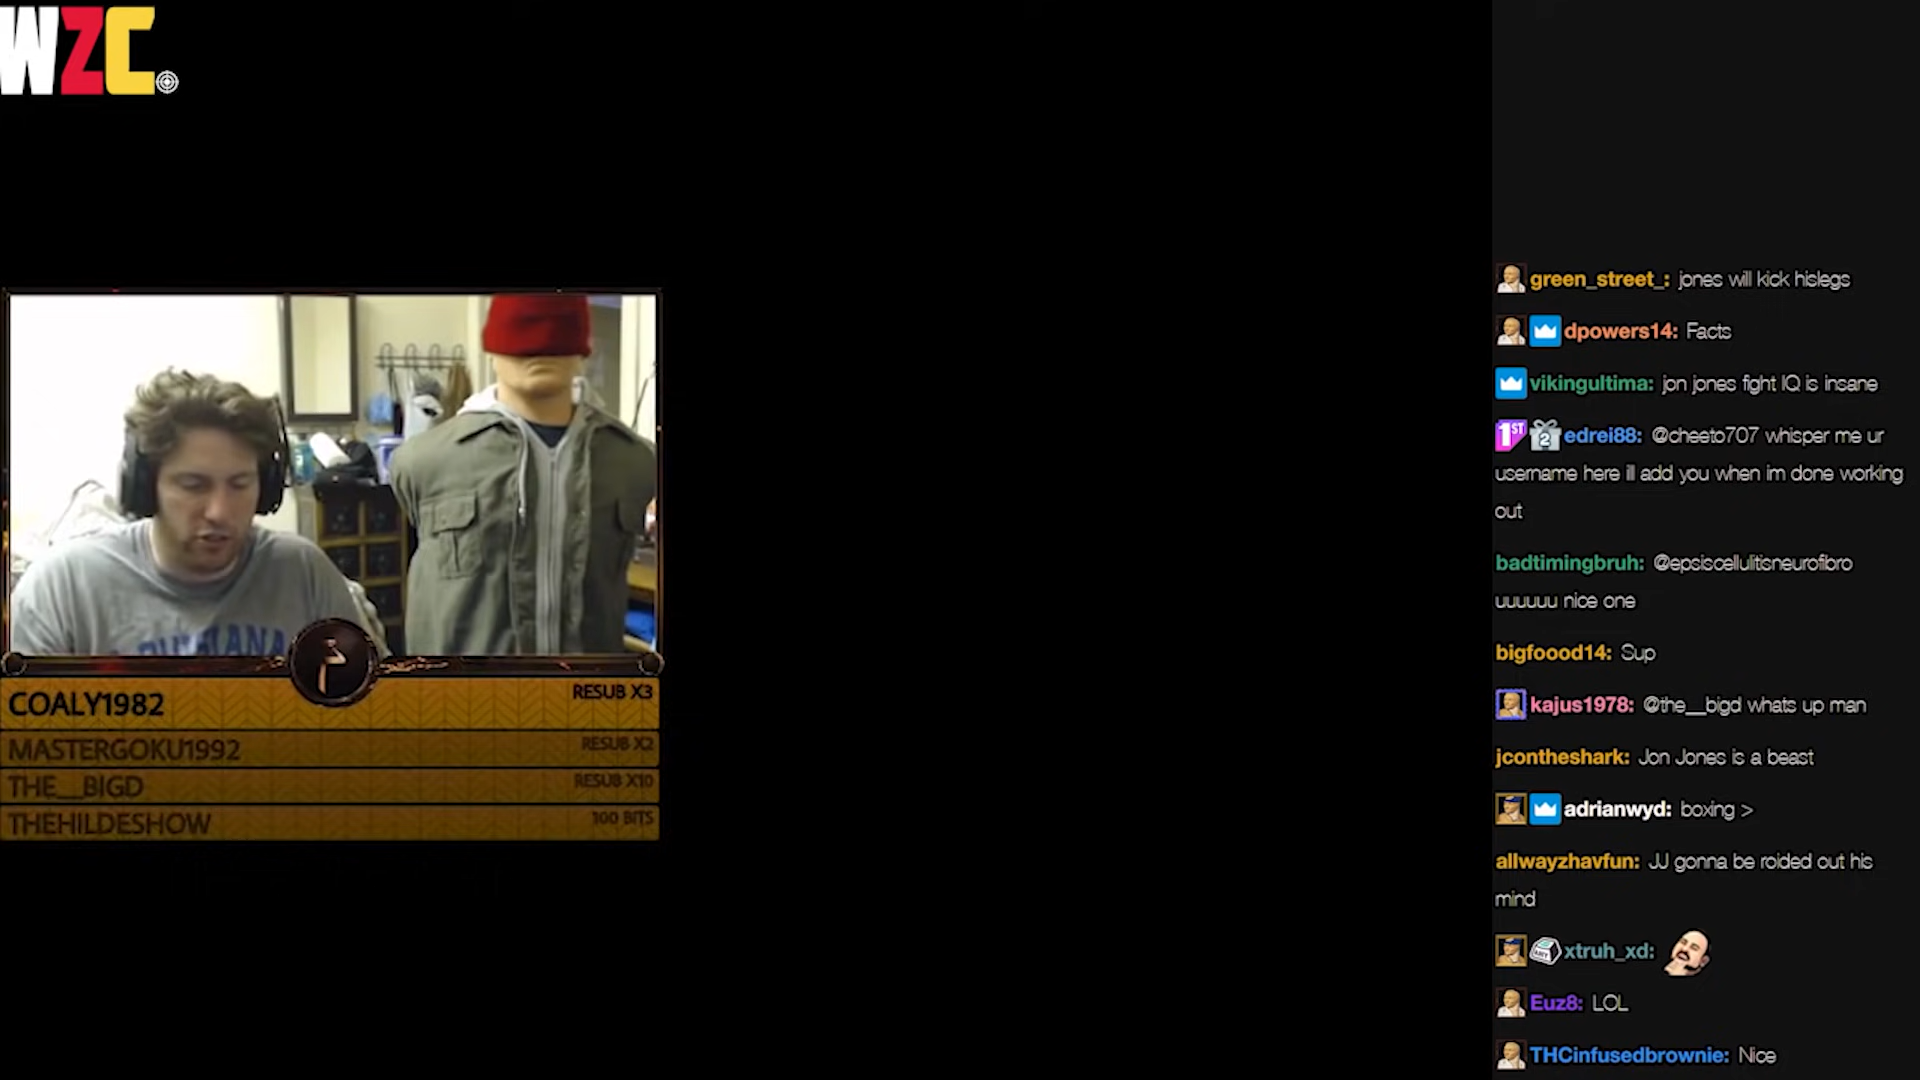 WZC.
COALY1982 RESUB X3
MASTERGOKU1992 RESUB X2
THE__BIGD RESUB X10
THEHILDESHOW 100 BITS
green_street_: jones will kick hislegs
dpowers14: Facts
vikingultima: jon jones fight IQ is insane
1ST 2 edrei88: @cheeto707 whisper me ur
username here ill add you when im done working
out
badtimingbruh: @epsiscellulitisneurofibro
uuuuuu nice one
bigfoood14: Sup
kajus1978: @the__bigd whats up man
jcontheshark: Jon Jones is a beast
adrianwyd: boxing >
allwayzhavfun: JJ gonna be roided out his
mind
xtruh_xd:
Euz8: LOL
THCinfusedbrownie: Nice